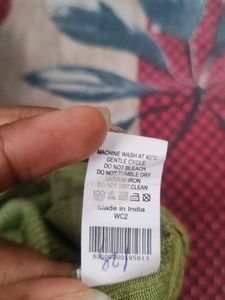 MACHINE WASH AT 40°C
GENTLE CYCLE
DO NOT BLEACH
DO NOT TUMBLE DRY
MEDIUM IRON
DO NOT DRY CLEAN
Made in India
WC2